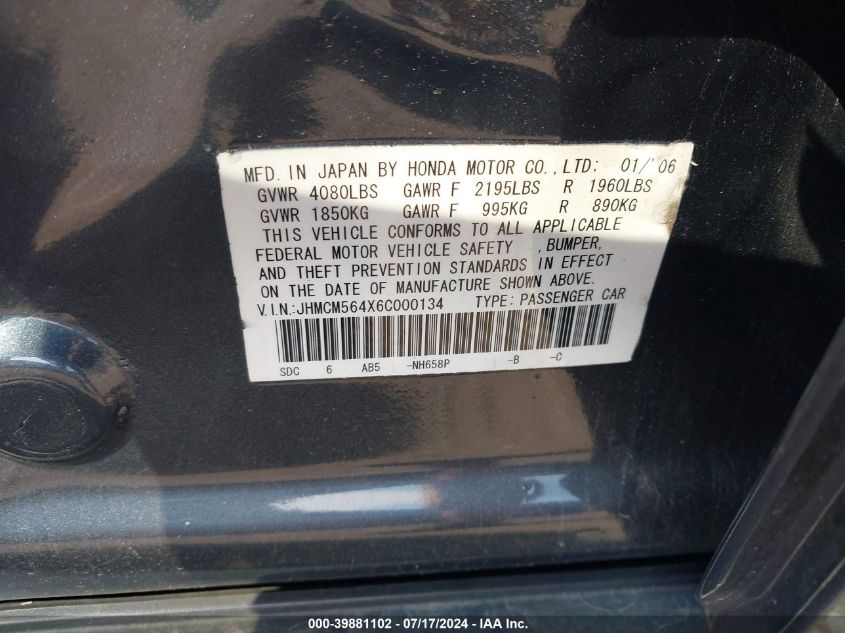 MFD. IN JAPAN BY HONDA MOTOR CO., LTD: 01/'06
GVWR 4080LBS GAWR F 2195LBS R 1960LBS
GVWR 1850KG GAWR F 995KG R 890KG
THIS VEHICLE CONFORMS TO ALL APPLICABLE
FEDERAL MOTOR VEHICLE SAFETY , BUMPER,
AND THEFT PREVENTION STANDARDS IN EFFECT
ON THE DATE OF MANUFACTURE SHOWN ABOVE.
V.I.N.:JHMCM564X6C000134 TYPE: PASSENGER CAR
SDC 6 AB5 -NH658P -B -C
000-39881102 - 07/17/2024 - IAA Inc.